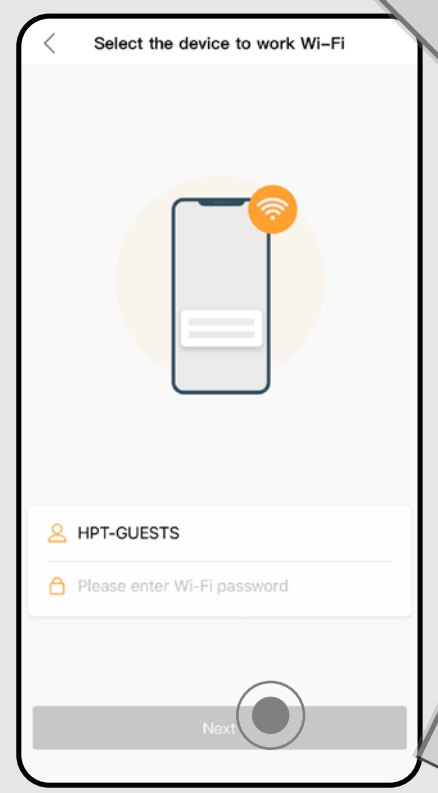 Select the device to work Wi-Fi
HPT-GUESTS
Please enter Wi-Fi password
Next